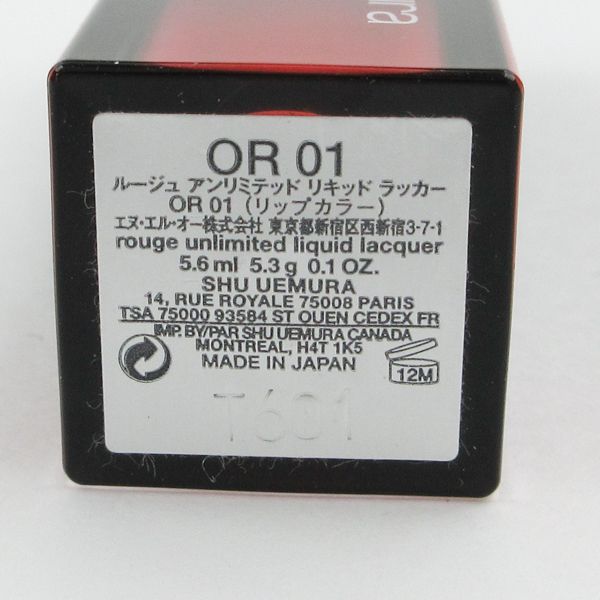 ura
OR 01
ルージュ アンリミテッド リキッド ラッカー
OR 01 (リップカラー)
エヌ・エル・オー株式会社 東京都新宿区西新宿3-7-1
rouge unlimited liquid lacquer
5.6 ml 5.3 g 0.1 OZ.
SHU UEMURA
14, RUE ROYALE 75008 PARIS
TSA 75000 93584 ST OUEN CEDEX FR
IMP. BY/PAR SHU UEMURA CANADA
MONTREAL, H4T 1K5
MADE IN JAPAN
12M
T601